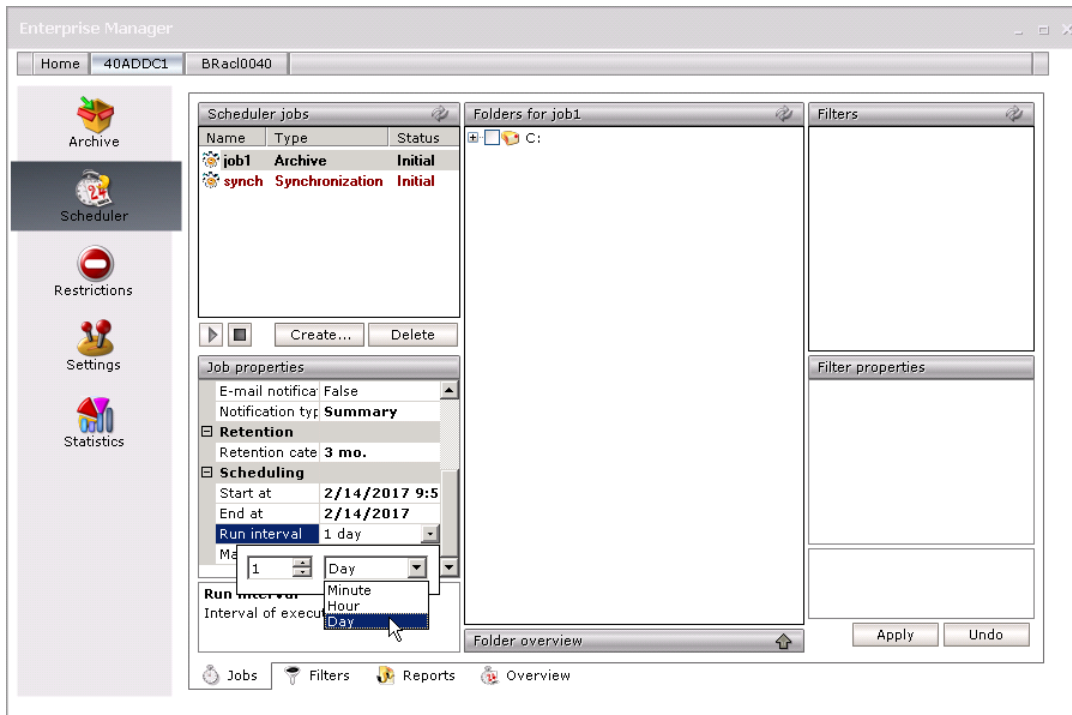 Enterprise Manager
Home 40ADDC1 BRacl0040
Archive
Scheduler
Restrictions
Settings
Statistics
Scheduler jobs
Name Type Status
job1 Archive Initial
synch Synchronization Initial
Create... Delete
Job properties
E-mail notifica False
Notification typ Summary
Retention
Retention cate 3 mo.
Scheduling
Start at 2/14/2017 9:5
End at 2/14/2017
Run interval 1 day
Ma
1 Day
Minute
Hour
Day
Run interval
Interval of execu
Folders for job1
C:
Folder overview
Filters
Filter properties
Apply Undo
Jobs Filters Reports Overview